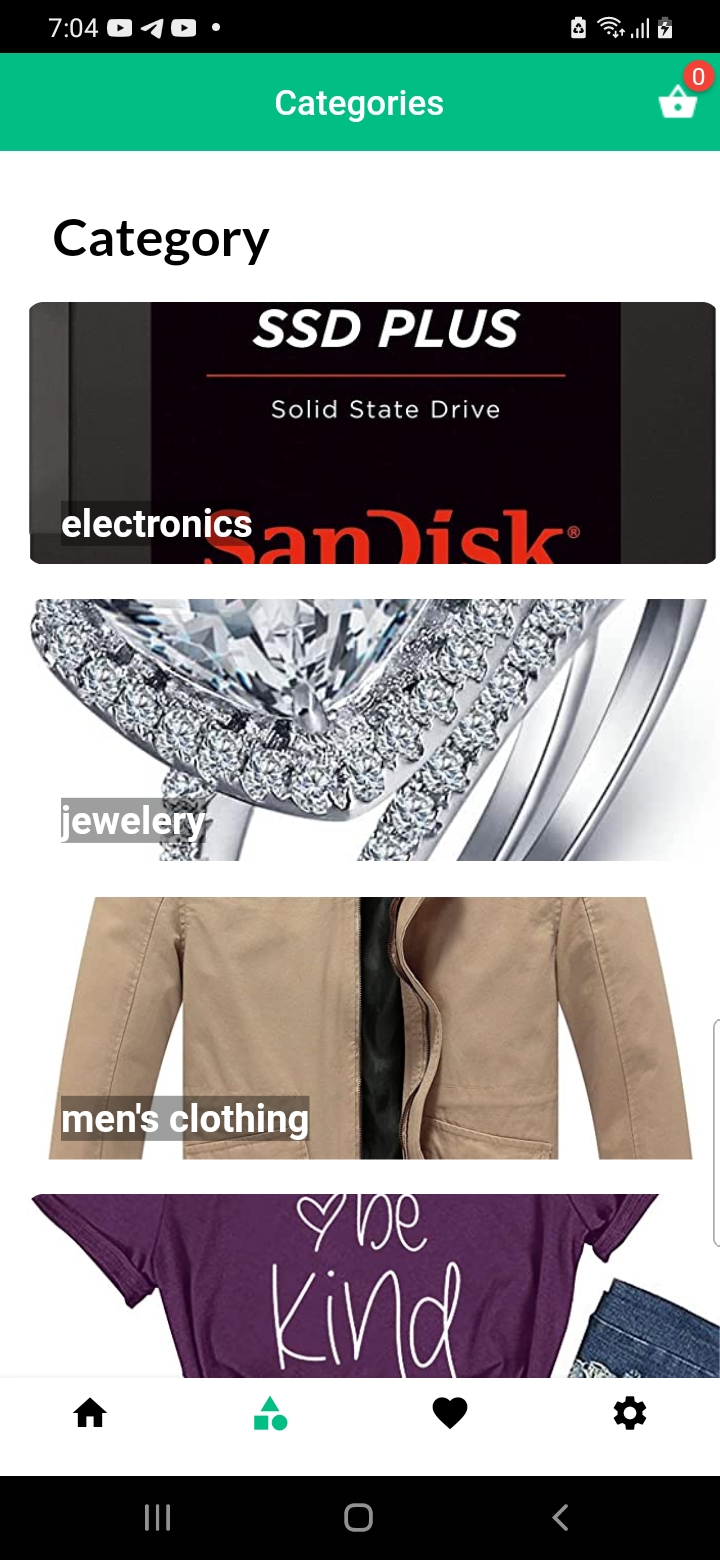 7:04
Categories
0
Category
SSD PLUS
Solid State Drive
SanDisk®
electronics
jewelery
men's clothing
be
kind